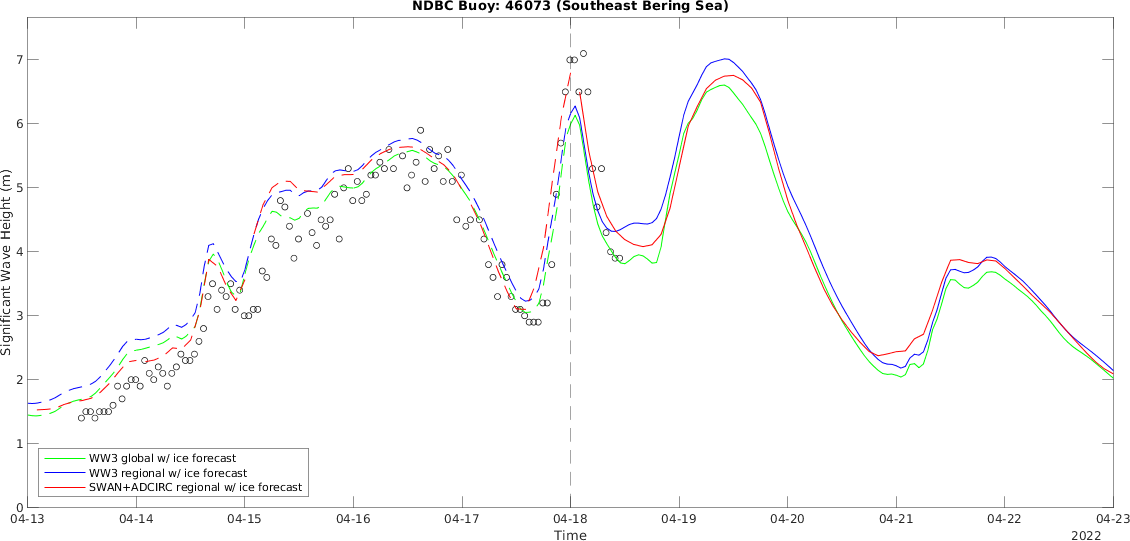 NDBC Buoy: 46073 (Southeast Bering Sea)
Significant Wave Height (m)
7
6
5
4
3
2
1
0
WW3 global w/ ice forecast
WW3 regional w/ ice forecast
SWAN+ADCIRC regional w/ ice forecast
04-13 04-14 04-15 04-16 04-17 04-18 04-19 04-20 04-21 04-22 04-23
Time
2022